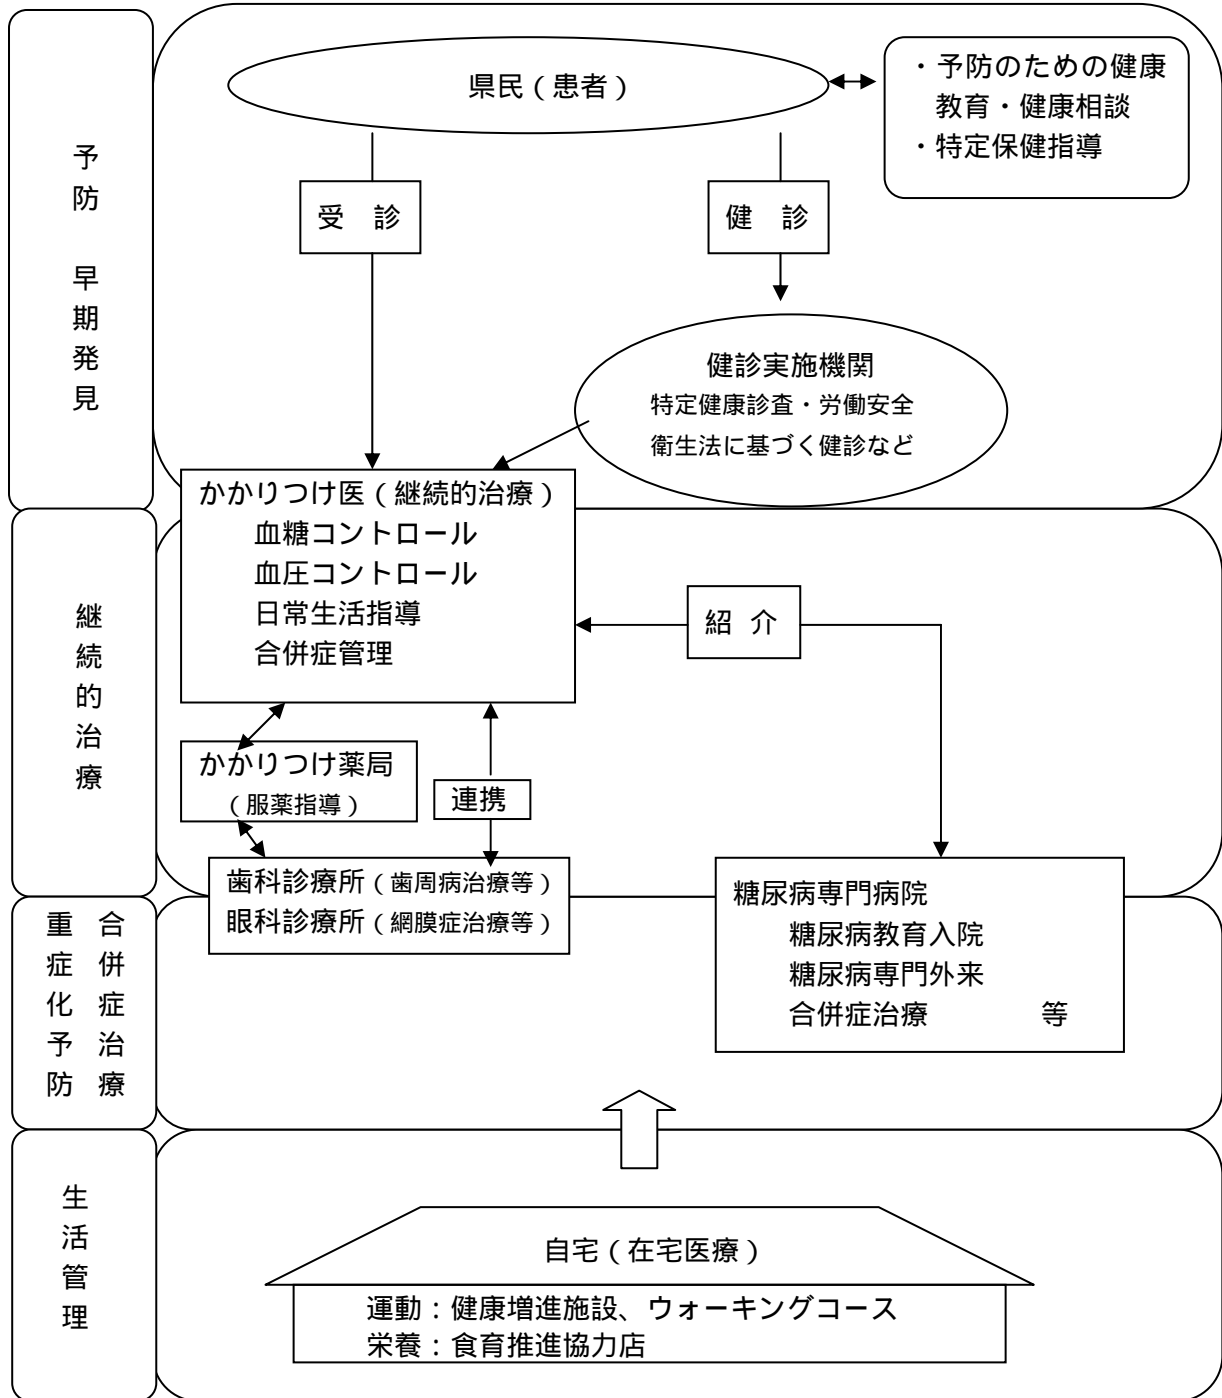 予防 早期発見
県民（患者）
・予防のための健康
教育・健康相談
・特定保健指導
受 診
健 診
健診実施機関
特定健康診査・労働安全
衛生法に基づく健診など
継続的治療
かかりつけ医（継続的治療）
血糖コントロール
血圧コントロール
日常生活指導
合併症管理
紹 介
かかりつけ薬局
（服薬指導）
連携
歯科診療所（歯周病治療等）
眼科診療所（網膜症治療等）
合併症治療
重症化予防
糖尿病専門病院
糖尿病教育入院
糖尿病専門外来
合併症治療 等
生活管理
自宅（在宅医療）
運動：健康増進施設、ウォーキングコース
栄養：食育推進協力店